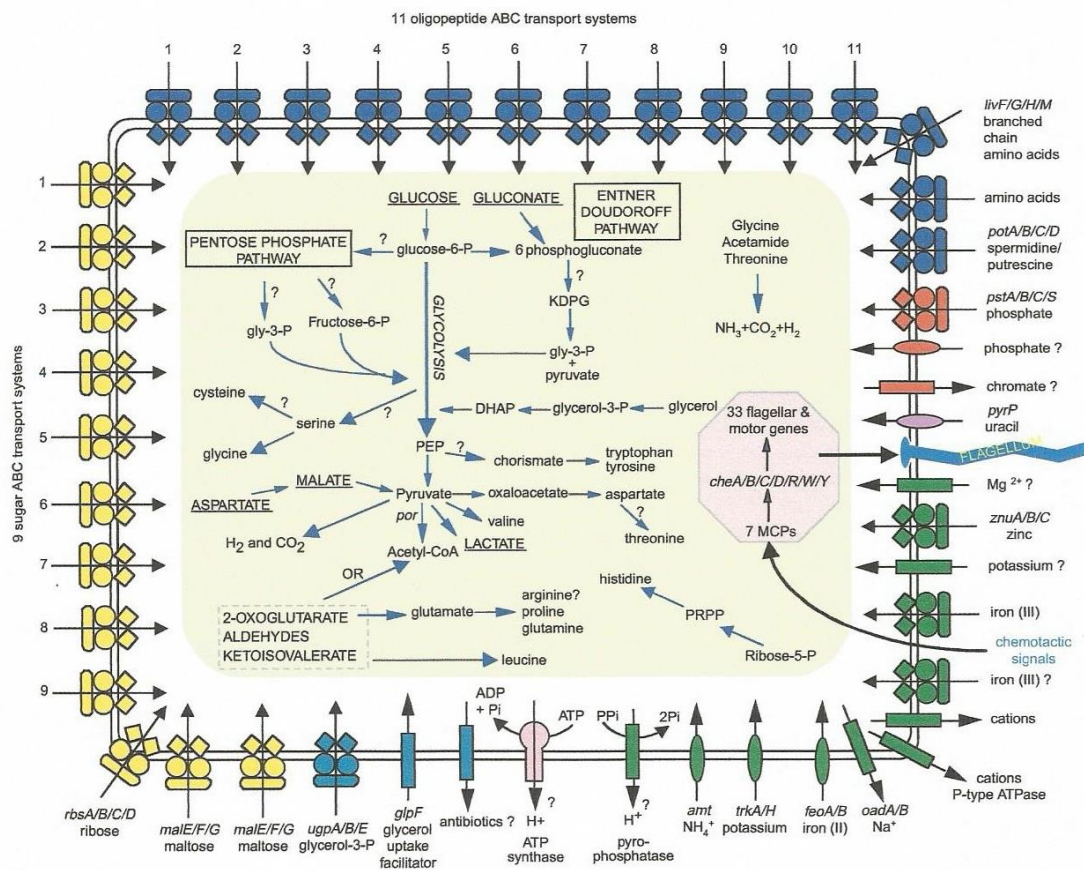 11 oligopeptide ABC transport systems
1 2 3 4 5 6 7 8 9 10 11
livF/G/H/M
branched
chain
amino acids
amino acids
potA/B/C/D
spermidine/
putrescine
pstA/B/C/S
phosphate
phosphate ?
chromate ?
pyrP
uracil
FLAGELLUM
Mg 2+ ?
znuA/B/C
zinc
potassium ?
iron (III)
chemotactic
signals
iron (III) ?
cations
cations
P-type ATPase
9 sugar ABC transport systems
1
2
3
4
5
6
7
8
9
GLUCOSE
GLUCONATE
ENTNER
DOUDOROFF
PATHWAY
PENTOSE PHOSPHATE
PATHWAY
?
glucose-6-P
6 phosphogluconate
Glycine
Acetamide
Threonine
NH3+CO2+H2
?
?
?
KDPG
gly-3-P
Fructose-6-P
GLYCOLYSIS
gly-3-P
+
pyruvate
cysteine
?
serine
?
glycine
DHAP
glycerol-3-P
glycerol
33 flagellar &
motor genes
cheA/B/C/D/R/W/Y
7 MCPs
PEP
?
chorismate
tryptophan
tyrosine
MALATE
ASPARTATE
Pyruvate
oxaloacetate
aspartate
?
threonine
por
valine
LACTATE
H2 and CO2
Acetyl-CoA
OR
2-OXOGLUTARATE
ALDEHYDES
KETOISOVALERATE
glutamate
arginine?
proline
glutamine
leucine
histidine
PRPP
Ribose-5-P
ADP
+ Pi
ATP
PPi
2Pi
rbsA/B/C/D
ribose
malE/F/G
maltose
malE/F/G
maltose
ugpA/B/E
glycerol-3-P
glpF
glycerol
uptake
facilitator
antibiotics ?
?
H+
ATP
synthase
?
H+
pyro-
phosphatase
amt
NH4+
trkA/H
potassium
feoA/B
iron (II)
oadA/B
Na+